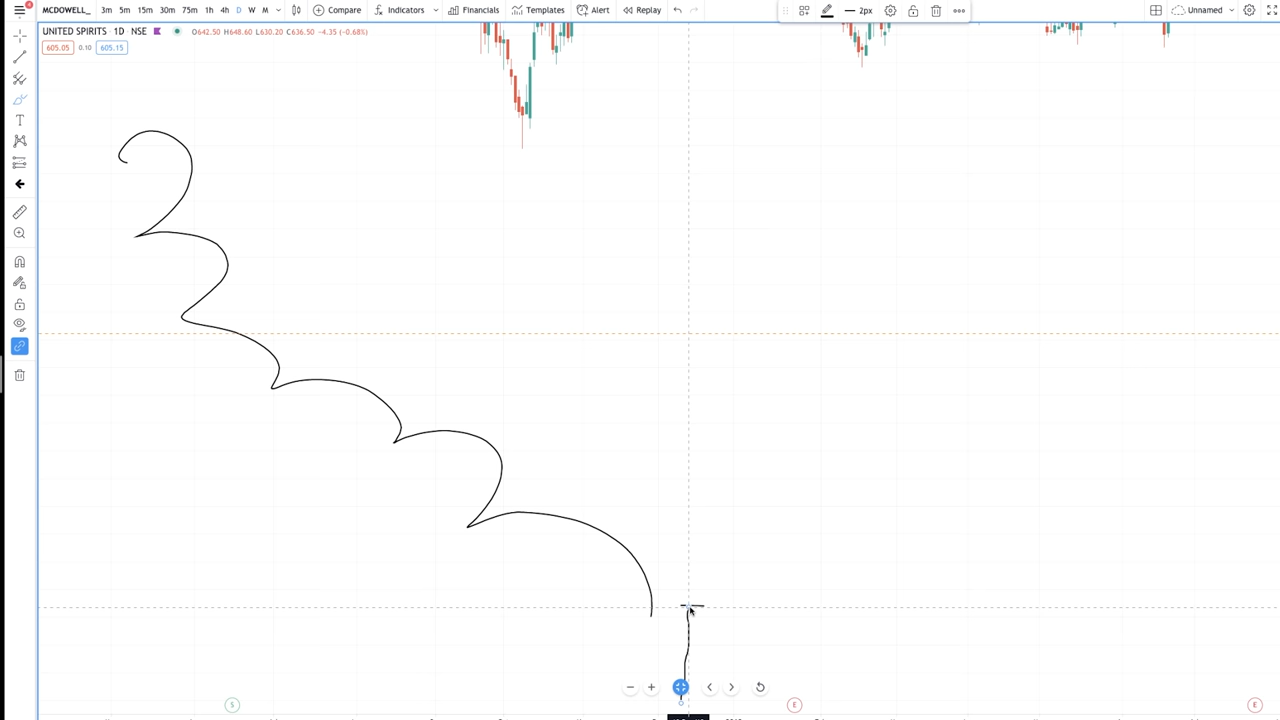 MCDOWELL_ 3m 5m 15m 30m 75m 1h 4h D W M Compare Indicators Financials Templates Alert Replay 2px Unnamed
UNITED SPIRITS · 1D · NSE O642.50 H648.60 L630.20 C636.50 −4.35 (−0.68%)
605.05 0.10 605.15
T
S E E